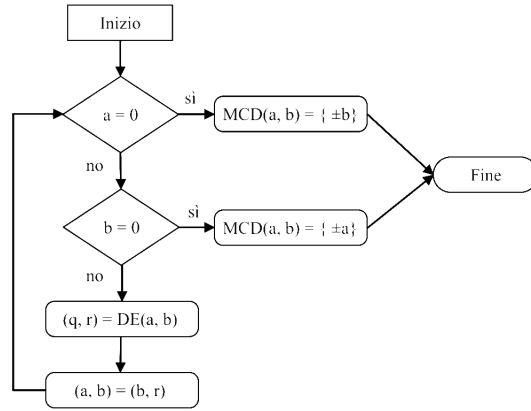 Inizio
a = 0
sì
MCD(a, b) = { ±b}
no
Fine
b = 0
sì
MCD(a, b) = { ±a}
no
(q, r) = DE(a, b)
(a, b) = (b, r)